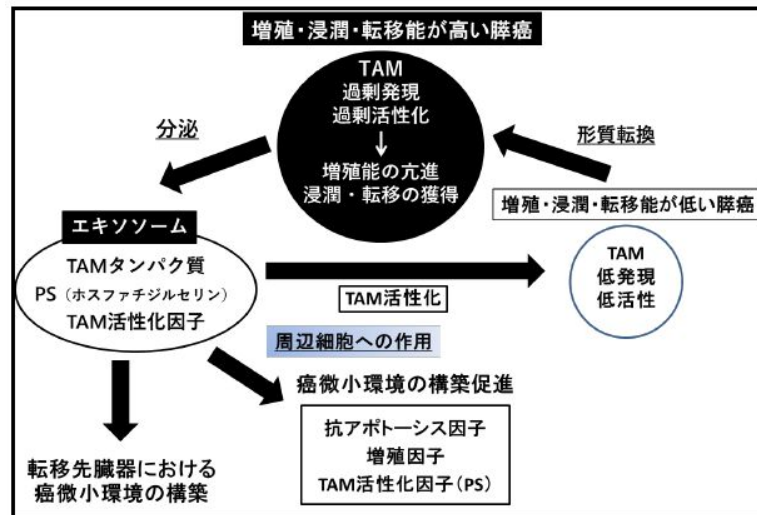 増殖・浸潤・転移能が高い膵癌
TAM
過剰発現
過剰活性化
↓
増殖能の亢進
浸潤・転移の獲得
分泌
形質転換
エキソソーム
TAMタンパク質
PS（ホスファチジルセリン）
TAM活性化因子
TAM活性化
増殖・浸潤・転移能が低い膵癌
TAM
低発現
低活性
周辺細胞への作用
癌微小環境の構築促進
抗アポトーシス因子
増殖因子
TAM活性化因子（PS）
転移先臓器における
癌微小環境の構築